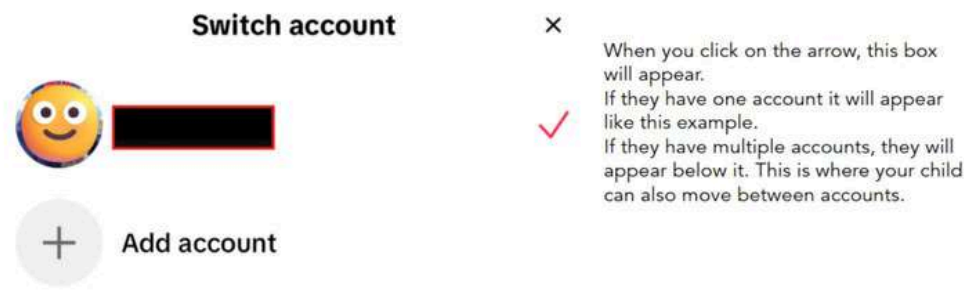 Switch account
When you click on the arrow, this box
will appear.
If they have one account it will appear
like this example.
If they have multiple accounts, they will
appear below it. This is where your child
can also move between accounts.
Add account